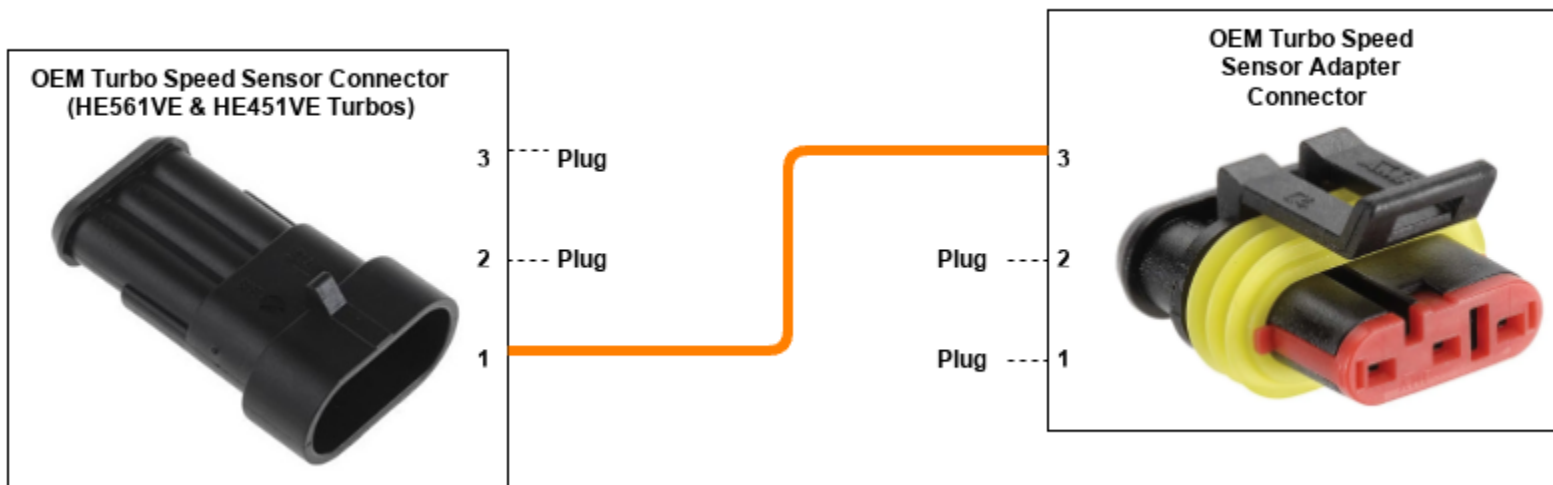 OEM Turbo Speed Sensor Connector
(HE561VE & HE451VE Turbos)
3
Plug
2
Plug
1
OEM Turbo Speed
Sensor Adapter
Connector
3
Plug
2
Plug
1